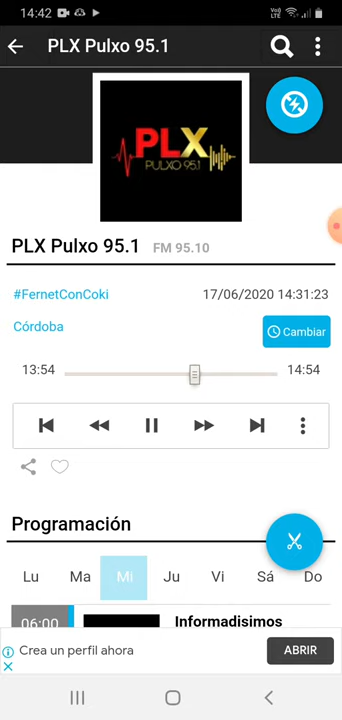 14:42
Vo)) LTE
PLX Pulxo 95.1
PLX
PULXO 95.1
PLX Pulxo 95.1 FM 95.10
#FernetConCoki 17/06/2020 14:31:23
Córdoba Cambiar
13:54 14:54
Programación
Lu Ma Mi Ju Vi Sá Do
06:00 Informadisimos
Crea un perfil ahora ABRIR